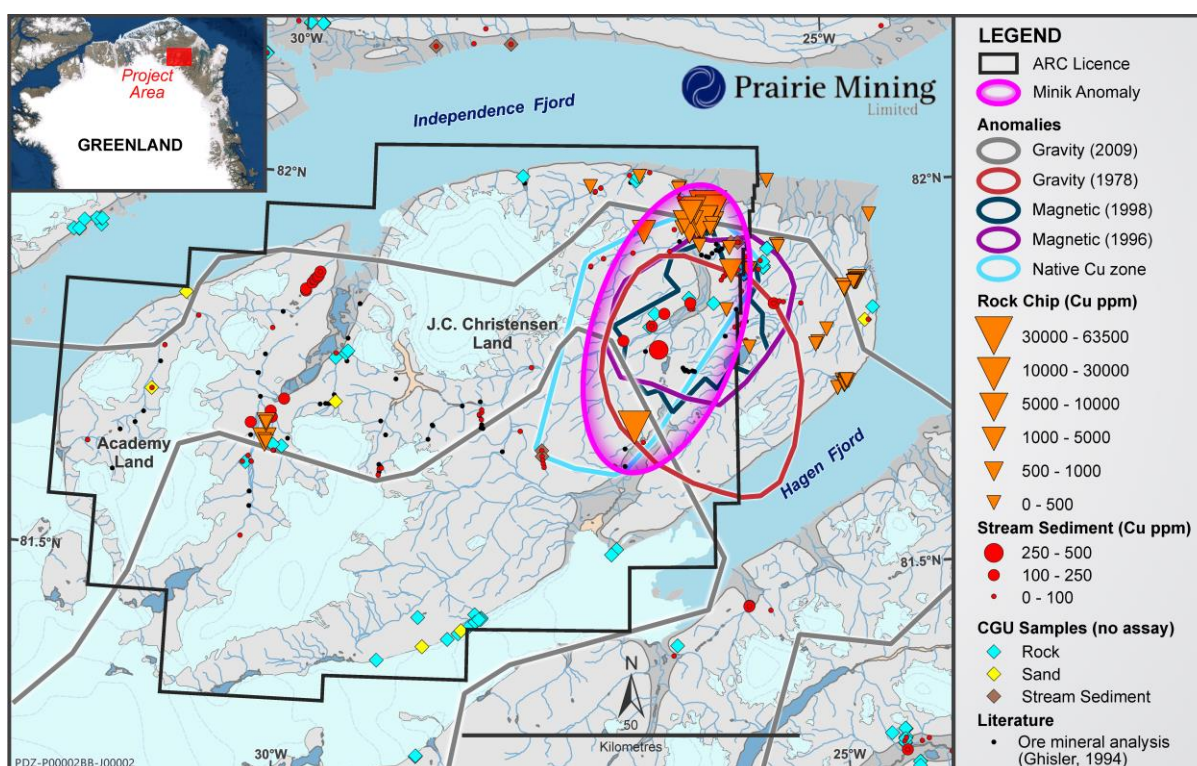 30°W
25°W
Project
Area
GREENLAND
Independence Fjord
Prairie Mining
Limited
82°N
82°N
J.C. Christensen
Land
Academy
Land
Hagen Fjord
81.5°N
81.5°N
N
50
Kilometres
30°W
25°W
PDZ-P00002BB-J00002
LEGEND
ARC Licence
Minik Anomaly
Anomalies
Gravity (2009)
Gravity (1978)
Magnetic (1998)
Magnetic (1996)
Native Cu zone
Rock Chip (Cu ppm)
30000 - 63500
10000 - 30000
5000 - 10000
1000 - 5000
500 - 1000
0 - 500
Stream Sediment (Cu ppm)
250 - 500
100 - 250
0 - 100
CGU Samples (no assay)
Rock
Sand
Stream Sediment
Literature
Ore mineral analysis
(Ghisler, 1994)